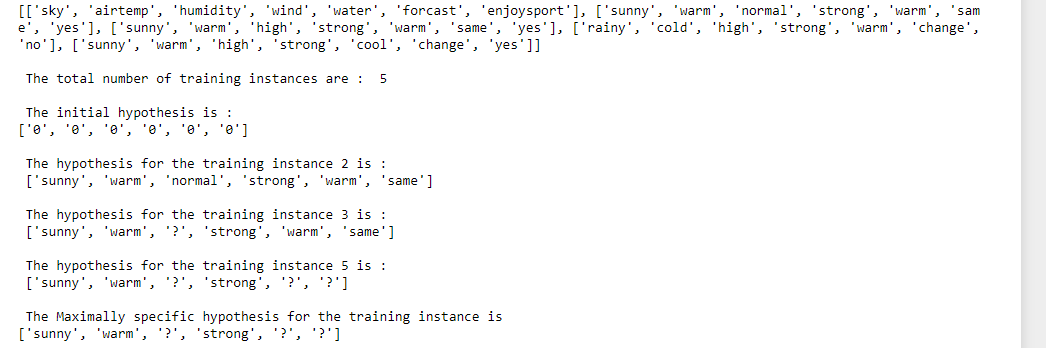 [['sky', 'airtemp', 'humidity', 'wind', 'water', 'forcast', 'enjoysport'], ['sunny', 'warm', 'normal', 'strong', 'warm', 'sam
e', 'yes'], ['sunny', 'warm', 'high', 'strong', 'warm', 'same', 'yes'], ['rainy', 'cold', 'high', 'strong', 'warm', 'change',
'no'], ['sunny', 'warm', 'high', 'strong', 'cool', 'change', 'yes']]
The total number of training instances are :  5
The initial hypothesis is :
['0', '0', '0', '0', '0', '0']
The hypothesis for the training instance 2 is :
['sunny', 'warm', 'normal', 'strong', 'warm', 'same']
The hypothesis for the training instance 3 is :
['sunny', 'warm', '?', 'strong', 'warm', 'same']
The hypothesis for the training instance 5 is :
['sunny', 'warm', '?', 'strong', '?', '?']
The Maximally specific hypothesis for the training instance is
['sunny', 'warm', '?', 'strong', '?', '?']